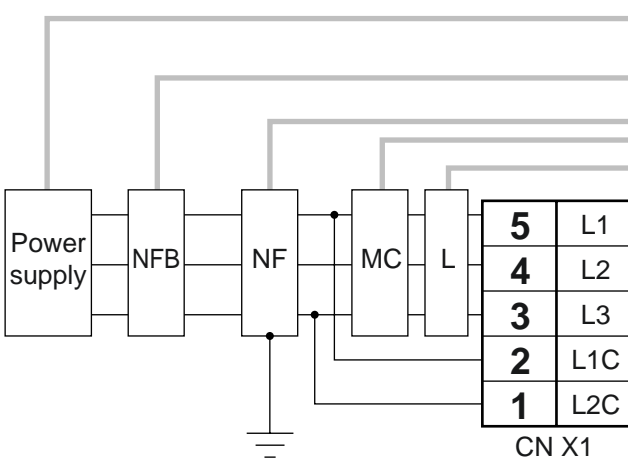 Power
supply
NFB
NF
MC
L
5 L1
4 L2
3 L3
2 L1C
1 L2C
CN X1